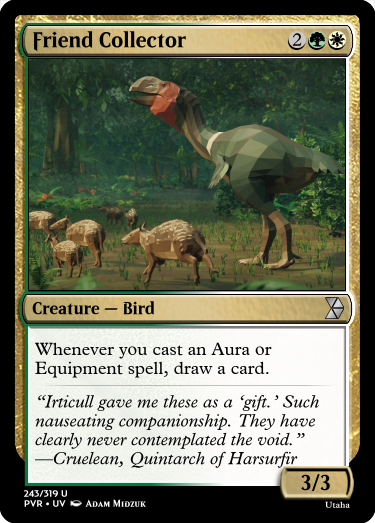 Friend Collector 2
Creature — Bird
Whenever you cast an Aura or
Equipment spell, draw a card.
“Irticull gave me these as a ‘gift.’ Such
nauseating companionship. They have
clearly never contemplated the void.”
—Cruelean, Quintarch of Harsurfir
3/3
243/319 U
PVR • UV Adam Midzuk
Utaha